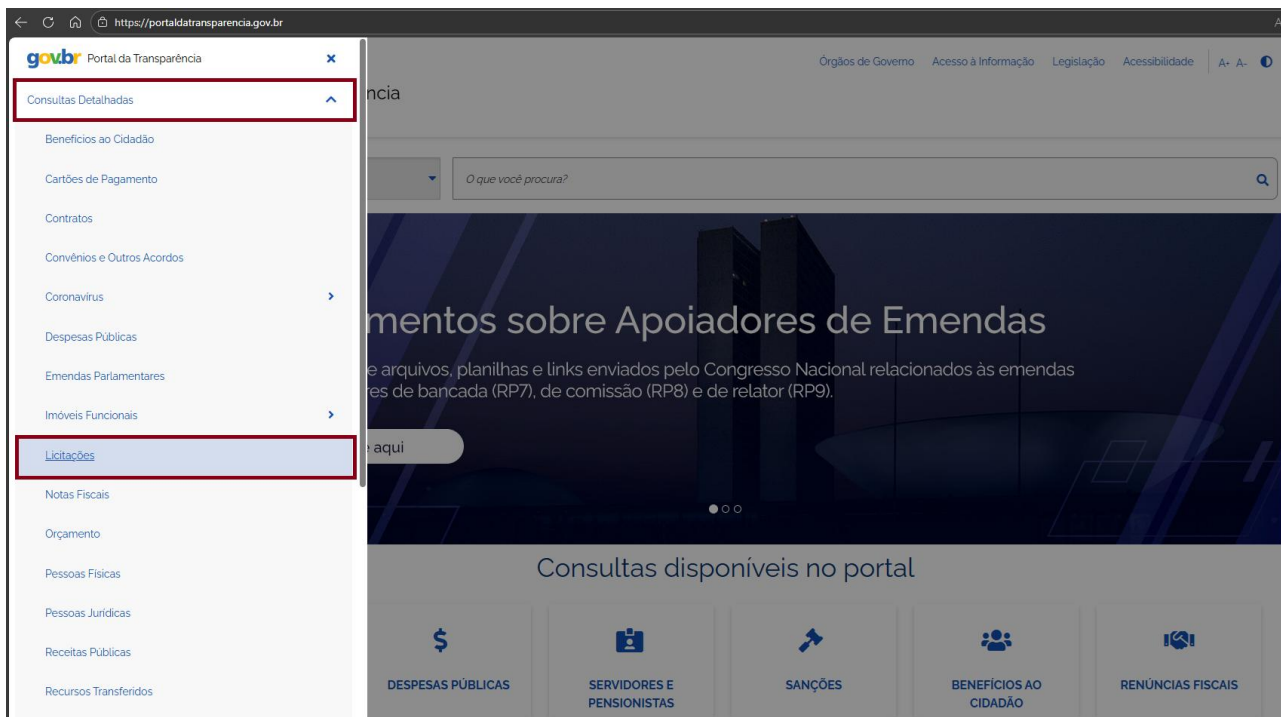 https://portaldatransparencia.gov.br
gov.br Portal da Transparência
Consultas Detalhadas
Benefícios ao Cidadão
Cartões de Pagamento
Contratos
Convênios e Outros Acordos
Coronavírus
Despesas Públicas
Emendas Parlamentares
Imóveis Funcionais
Licitações
Notas Fiscais
Orçamento
Pessoas Físicas
Pessoas Jurídicas
Receitas Públicas
Recursos Transferidos
Órgãos de Governo Acesso à Informação Legislação Acessibilidade A+ A-
ncia
O que você procura?
mentos sobre Apoiadores de Emendas
e arquivos, planilhas e links enviados pelo Congresso Nacional relacionados às emendas
res de bancada (RP7), de comissão (RP8) e de relator (RP9).
aqui
Consultas disponíveis no portal
DESPESAS PÚBLICAS
SERVIDORES E
PENSIONISTAS
SANÇÕES
BENEFÍCIOS AO
CIDADÃO
RENÚNCIAS FISCAIS